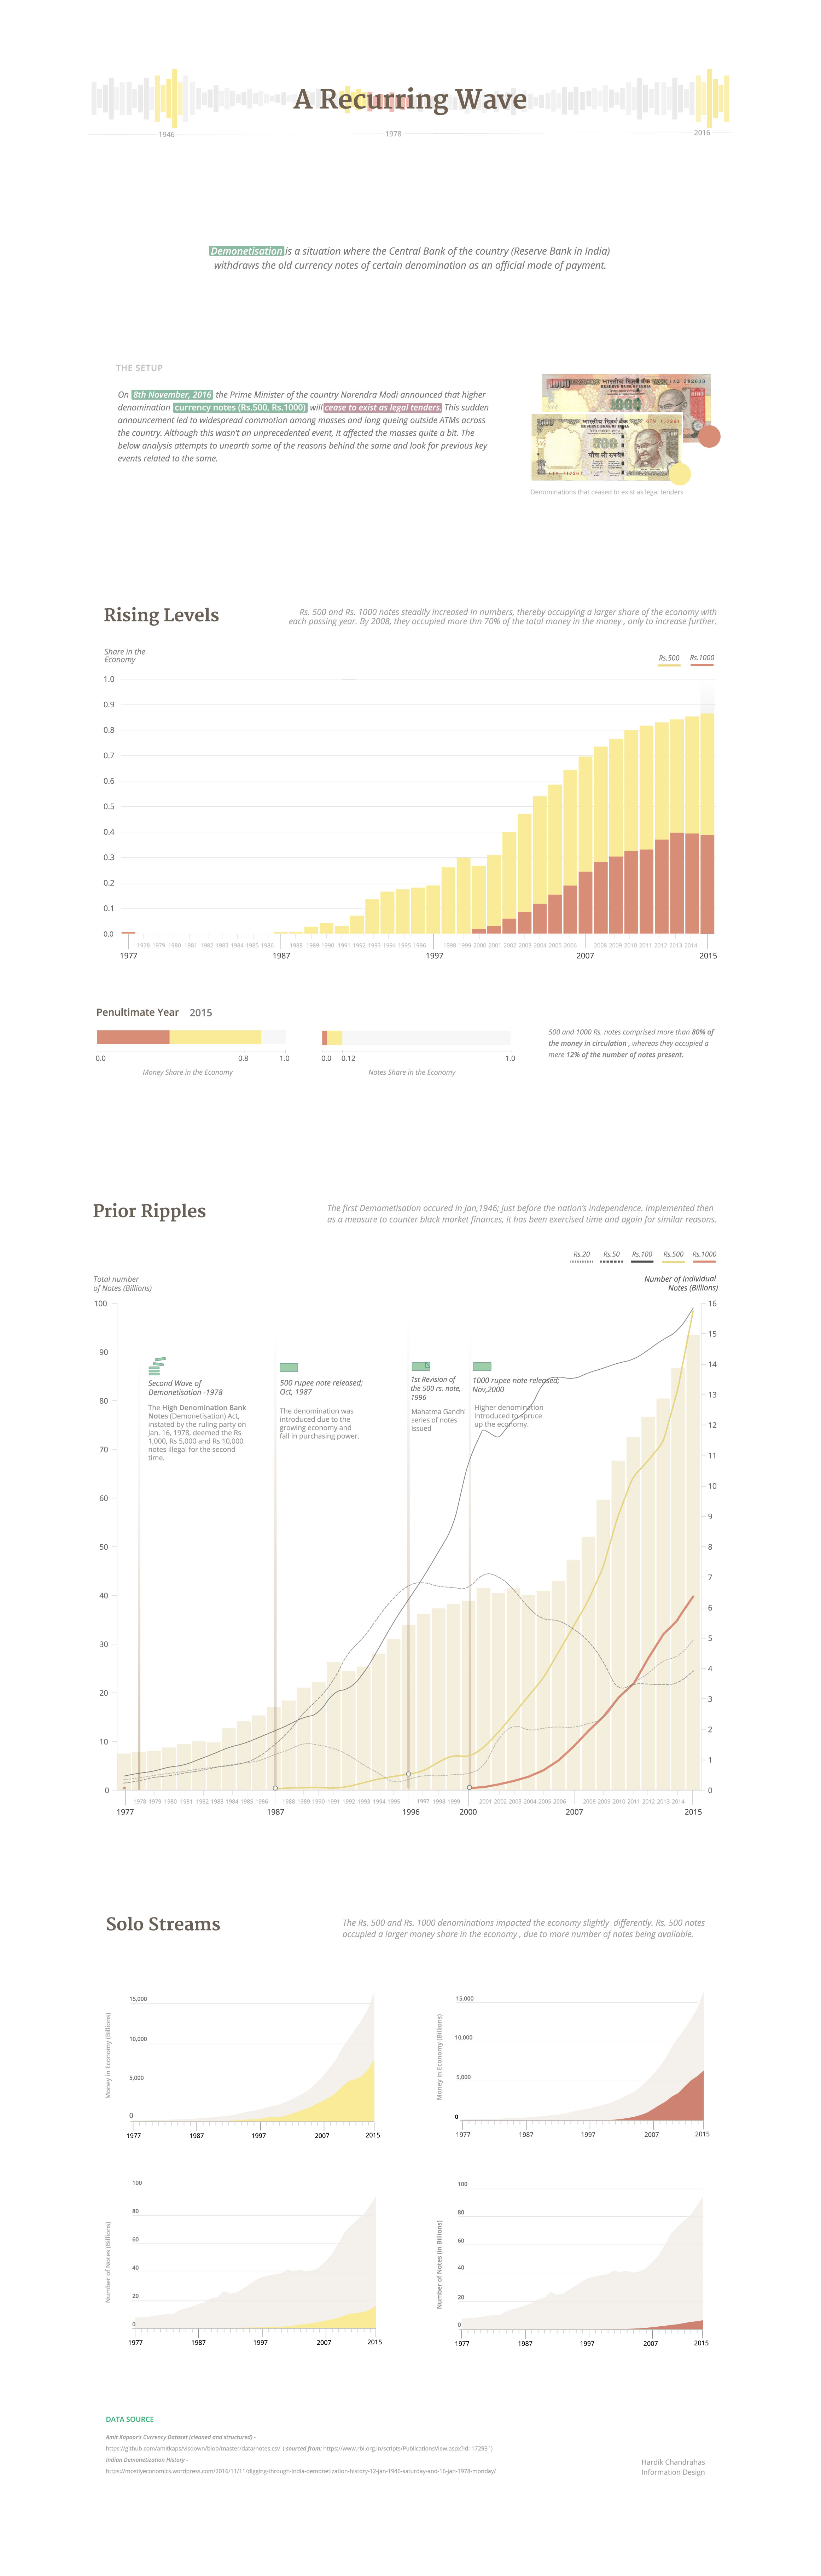 A Recurring Wave
1946
1978
2016
Demonetisation is a situation where the Central Bank of the country (Reserve Bank in India)
withdraws the old currency notes of certain denomination as an official mode of payment.
THE SETUP
On 8th November, 2016 the Prime Minister of the country Narendra Modi announced that higher
denomination currency notes (Rs.500, Rs.1000) will cease to exist as legal tenders. This sudden
announcement led to widespread commotion among masses and long queing outside ATMs across
the country. Although this wasn't an unprecedented event, it affected the masses quite a bit. The
below analysis attempts to unearth some of the reasons behind the same and look for previous key
events related to the same.
भारतीय रिज़र्व बैंक
RESERVE BANK OF INDIA
1000
भारतीय रिज़र्व बैंक
RESERVE BANK OF INDIA
500
Denominations that ceased to exist as legal tenders
Rising Levels
Rs. 500 and Rs. 1000 notes steadily increased in numbers, thereby occupying a larger share of the economy with
each passing year. By 2008, they occupied more thn 70% of the total money in the money , only to increase further.
Share in the
Economy
Rs.500 Rs.1000
1.0
0.9
0.8
0.7
0.6
0.5
0.4
0.3
0.2
0.1
0.0
1978 1979 1980 1981 1982 1983 1984 1985 1986 1988 1989 1990 1991 1992 1993 1994 1995 1996 1998 1999 2000 2001 2002 2003 2004 2005 2006 2008 2009 2010 2011 2012 2013 2014
1977 1987 1997 2007 2015
Penultimate Year 2015
0.0 0.8 1.0
Money Share in the Economy
0.0 0.12 1.0
Notes Share in the Economy
500 and 1000 Rs. notes comprised more than 80% of
the money in circulation , whereas they occupied a
mere 12% of the number of notes present.
Prior Ripples
The first Demometisation occured in Jan,1946; just before the nation's independence. Implemented then
as a measure to counter black market finances, it has been exercised time and again for similar reasons.
Rs.20 Rs.50 Rs.100 Rs.500 Rs.1000
Total number
of Notes (Billions)
Number of Individual
Notes (Billions)
100
90
80
70
60
50
40
30
20
10
0
16
15
14
13
12
11
10
9
8
7
6
5
4
3
2
1
0
Second Wave of
Demonetisation -1978
The High Denomination Bank
Notes (Demonetisation) Act,
instated by the ruling party on
Jan. 16, 1978, deemed the Rs
1,000, Rs 5,000 and Rs 10,000
notes illegal for the second
time.
500 rupee note released;
Oct, 1987
The denomination was
introduced due to the
growing economy and
fall in purchasing power.
1st Revision of
the 500 rs. note,
1996
Mahatma Gandhi
series of notes
issued
1000 rupee note released;
Nov,2000
Higher denomination
introduced to spruce
up the economy.
1978 1979 1980 1981 1982 1983 1984 1985 1986 1988 1989 1990 1991 1992 1993 1994 1995 1997 1998 1999 2001 2002 2003 2004 2005 2006 2008 2009 2010 2011 2012 2013 2014
1977 1987 1996 2000 2007 2015
Solo Streams
The Rs. 500 and Rs. 1000 denominations impacted the economy slightly differently. Rs. 500 notes
occupied a larger money share in the economy , due to more number of notes being avaliable.
Money in Economy (Billions)
15,000
10,000
5,000
0
1977 1987 1997 2007 2015
Money in Economy (Billions)
15,000
10,000
5,000
0
1977 1987 1997 2007 2015
Number of Notes (Billions)
100
80
60
40
20
0
1977 1987 1997 2007 2015
Number of Notes (in Billions)
100
80
60
40
20
0
1977 1987 1997 2007 2015
DATA SOURCE
Amit Kapoor's Currency Dataset (cleaned and structured) -
https://github.com/amitkaps/visdown/blob/master/data/notes.csv ( sourced from: https://www.rbi.org.in/scripts/PublicationsView.aspx?id=17293` )
Indian Demonetization History -
https://mostlyeconomics.wordpress.com/2016/11/11/digging-through-india-demonetization-history-12-jan-1946-saturday-and-16-jan-1978-monday/
Hardik Chandrahas
Information Design